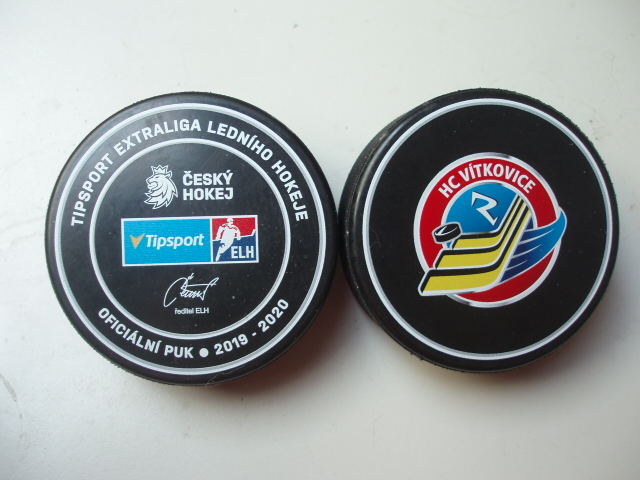 TIPSPORT EXTRALIGA LEDNÍHO HOKEJE
ČESKÝ
HOKEJ
Tipsport
ELH
ředitel ELH
OFICIÁLNÍ PUK ● 2019 - 2020
HC VÍTKOVICE
R